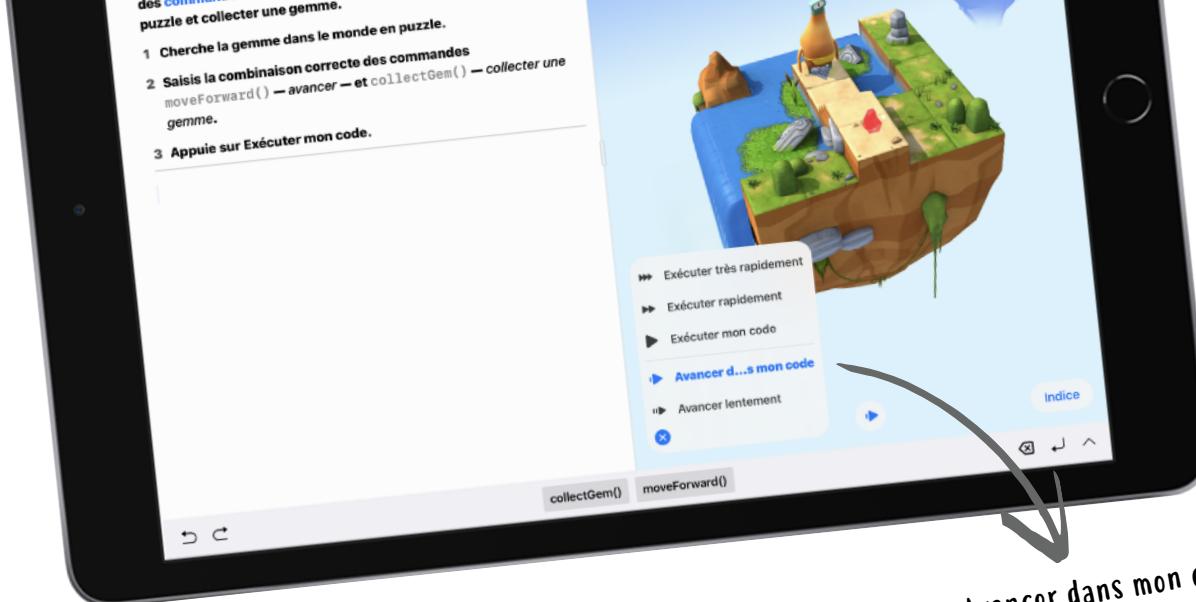 des
puzzle et collecter une gemme.
1 Cherche la gemme dans le monde en puzzle.
2 Saisis la combinaison correcte des commandes
moveForward() — avancer — et collectGem() — collecter une
gemme.
3 Appuie sur Exécuter mon code.
Exécuter très rapidement
Exécuter rapidement
Exécuter mon code
Avancer d...s mon code
Avancer lentement
Indice
collectGem() moveForward()
dans mon